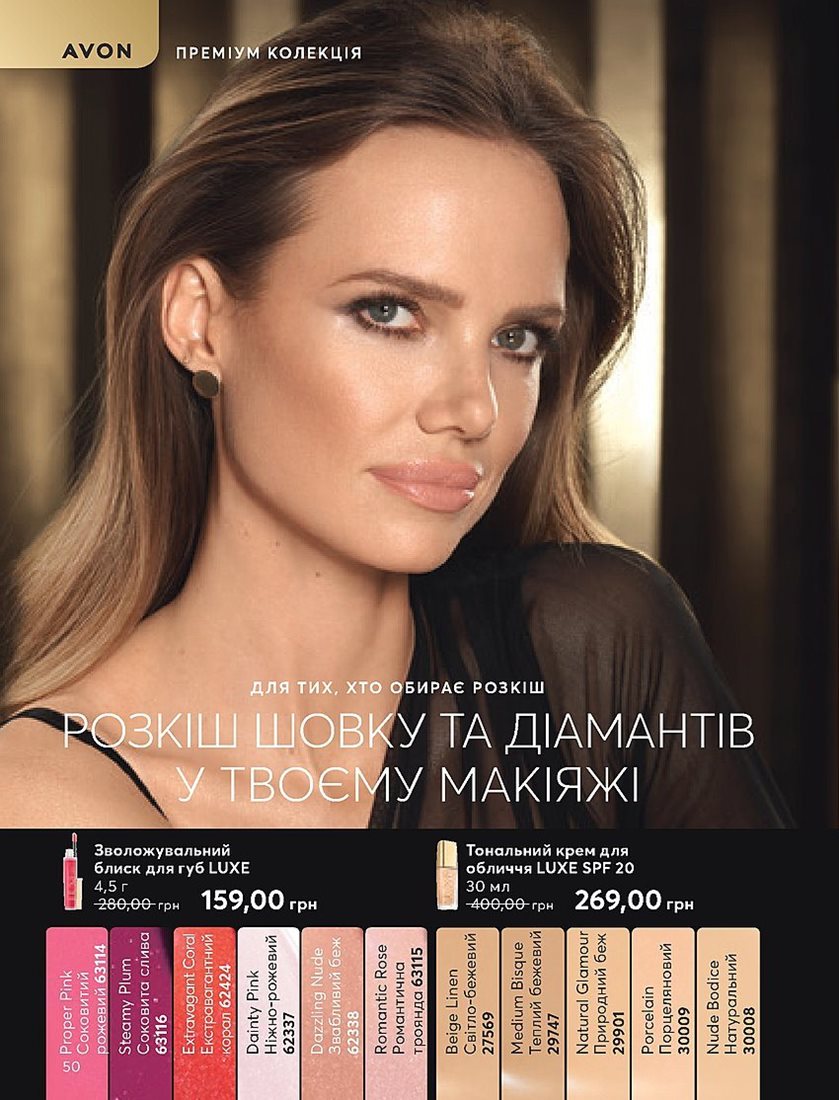 AVON
ПРЕМІУМ КОЛЕКЦІЯ
ДЛЯ ТИХ, ХТО ОБИРАЄ РОЗКІШ
РОЗКІШ ШОВКУ ТА ДІАМАНТІВ
У ТВОЄМУ МАКІЯЖІ
Зволожувальний
блиск для губ LUXE
4,5 г
280,00 грн 159,00 грн
Тональний крем для
обличчя LUXE SPF 20
30 мл
400,00 грн 269,00 грн
Proper Pink
Соковитий
рожевий 63114
Steamy Plum
Соковита слива
63116
Extravagant Coral
Екстравагантний
корал 62424
Dainty Pink
Ніжно-рожевий
62337
Dazzling Nude
Звабливий беж
62338
Romantic Rose
Романтична
троянда 63115
Beige Linen
Світло-бежевий
27569
Medium Bisque
Теплий бежевий
29747
Natural Glamour
Природний беж
29901
Porcelain
Порцеляновий
30009
Nude Bodice
Натуральний
30008
50